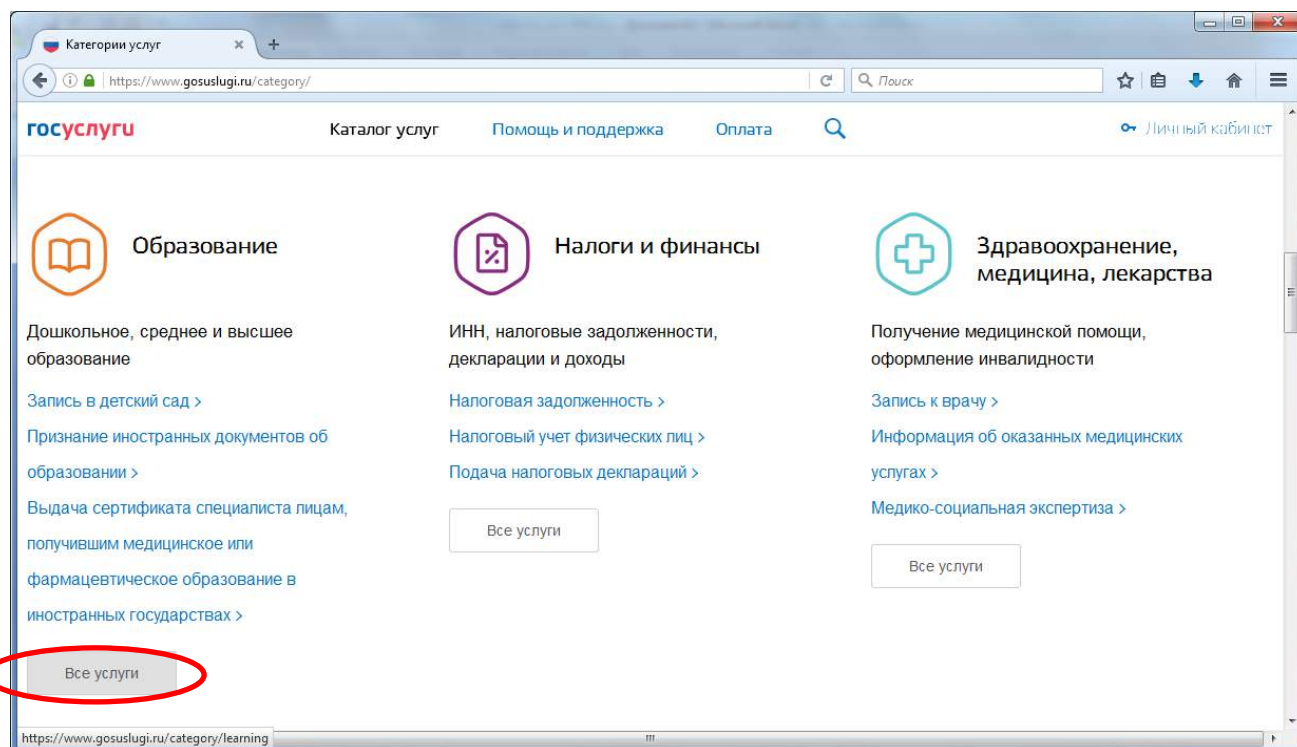 Категории услуг
https://www.gosuslugi.ru/category/
Поиск
госуслуги
Каталог услуг
Помощь и поддержка
Оплата
Личный кабинет
Образование
Дошкольное, среднее и высшее
образование
Запись в детский сад >
Признание иностранных документов об
образовании >
Выдача сертификата специалиста лицам,
получившим медицинское или
фармацевтическое образование в
иностранных государствах >
Все услуги
Налоги и финансы
ИНН, налоговые задолженности,
декларации и доходы
Налоговая задолженность >
Налоговый учет физических лиц >
Подача налоговых деклараций >
Все услуги
Здравоохранение,
медицина, лекарства
Получение медицинской помощи,
оформление инвалидности
Запись к врачу >
Информация об оказанных медицинских
услугах >
Медико-социальная экспертиза >
Все услуги
https://www.gosuslugi.ru/category/learning